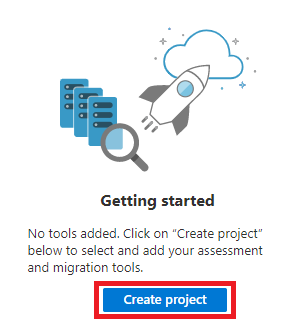 Getting started
No tools added. Click on “Create project”
below to select and add your assessment
and migration tools.
Create project